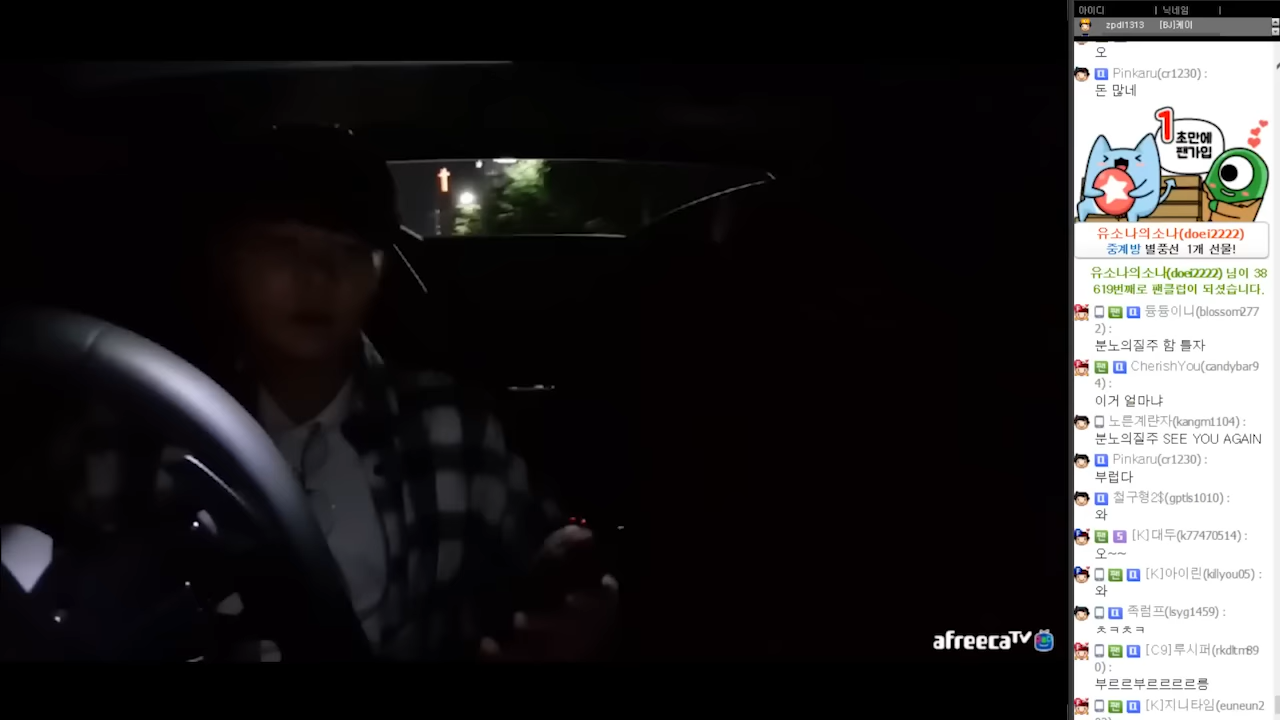 아이디 | 닉네임 |
zpdl1313 [BJ]케이
오
Pinkaru(cr1230) :
돈 많네
1
초만에
팬가입
유소나의소나(doei2222)
중계방 별풍선 1개 선물!
유소나의소나(doei2222) 님이 38
619번째로 팬클럽이 되셨습니다.
듕듕이니(blossom277
2) :
분노의질주 함 틀자
CherishYou(candybar9
4) :
이거 얼마냐
노른계랸자(kangm1104) :
분노의질주 SEE YOU AGAIN
Pinkaru(cr1230) :
부럽다
철구형2$(gptls1010) :
와
[K]대두(k77470514) :
오~~
[K]아이린(killyou05) :
와
족럼프(lsyg1459) :
ㅊㅋㅊㅋ
[C9]루시퍼(rkdltm89
0) :
부르르부르르르르릉
[K]지니타임(euneun2
afreecaTV